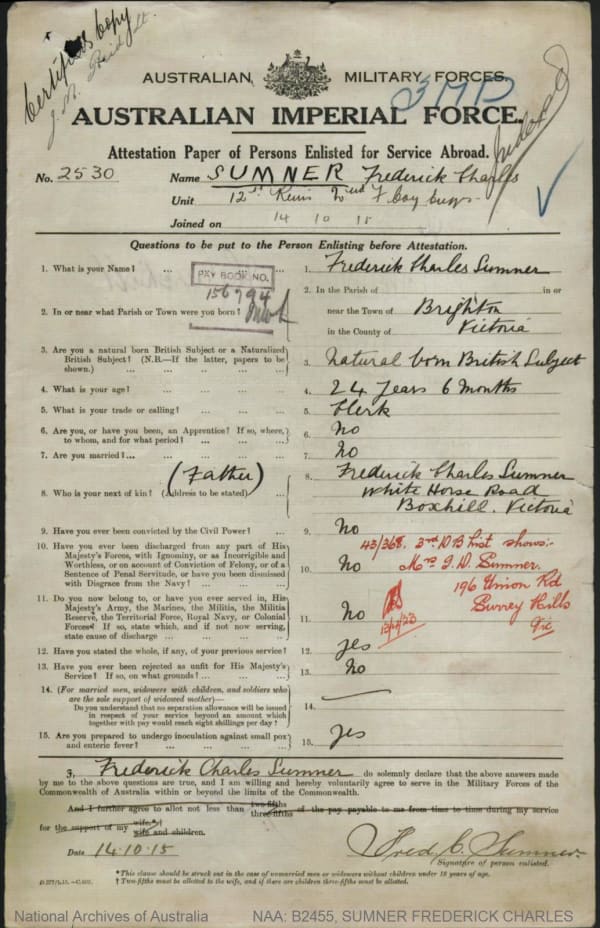 Certified Copy
3 MD
AUSTRALIAN MILITARY FORCES.
AUSTRALIAN IMPERIAL FORCE.
Attestation Paper of Persons Enlisted for Service Abroad.
No. 2530 Name SUMNER Frederick Charles
Unit 12th Reins 2nd F Coy Engs
Joined on 14 10 15
Questions to be put to the Person Enlisting before Attestation.
1. What is your Name? ... ... 1. Frederick Charles Sumner
PAY BOOK NO.
156794
2. In or near what Parish or Town were you born? 2. In the Parish of in or
near the Town of Brighton
in the County of Victoria
3. Are you a natural born British Subject or a Naturalized British Subject? (N.B.—If the latter, papers to be shown.) 3. Natural born British Subject
4. What is your age? 4. 24 years 6 months
5. What is your trade or calling? 5. Clerk
6. Are you, or have you been, an Apprentice? If so, where, to whom, and for what period? 6. No
7. Are you married? ... 7. No
(Father)
8. Who is your next of kin? (Address to be stated) 8. Frederick Charles Sumner
White Horse Road
Boxhill. Victoria
9. Have you ever been convicted by the Civil Power? 9. No
43/368. 3rd D B list shows:-
Mrs I. D. Sumner.
196 Union Rd
Surrey Hills
Vic
10. Have you ever been discharged from any part of His
Majesty's Forces, with Ignominy, or as Incorrigible and
Worthless, or on account of Conviction of Felony, or of a
Sentence of Penal Servitude, or have you been dismissed
with Disgrace from the Navy? 10. No
11. Do you now belong to, or have you ever served in, His
Majesty's Army, the Marines, the Militia, the Militia
Reserve, the Territorial Force, Royal Navy, or Colonial
Forces? If so, state which, and if not now serving,
state cause of discharge 11. No
12. Have you stated the whole, if any, of your previous service? 12. yes
13. Have you ever been rejected as unfit for His Majesty's Service? If so, on what grounds? 13. No
14. (For married men, widowers with children, and soldiers who
are the sole support of widowed mother)—
Do you understand that no separation allowance will be issued
in respect of your service beyond an amount which
together with pay would reach eight shillings per day? 14. —
15. Are you prepared to undergo inoculation against small pox and enteric fever? 15. yes
I, Frederick Charles Sumner do solemnly declare that the above answers made
by me to the above questions are true, and I am willing and hereby voluntarily agree to serve in the Military Forces of the
Commonwealth of Australia within or beyond the limits of the Commonwealth.
And I further agree to allot not less than two-fifths three-fifths of the pay payable to me from time to time during my service
for the support of my wife.*† wife and children.
Date 14.10.15 Fred C. Sumner
Signature of person enlisted.
* This clause should be struck out in the case of unmarried men or widowers without children under 18 years of age.
† Two-fifths must be allotted to the wife, and if there are children three-fifths must be allotted.
National Archives of Australia NAA: B2455, SUMNER FREDERICK CHARLES